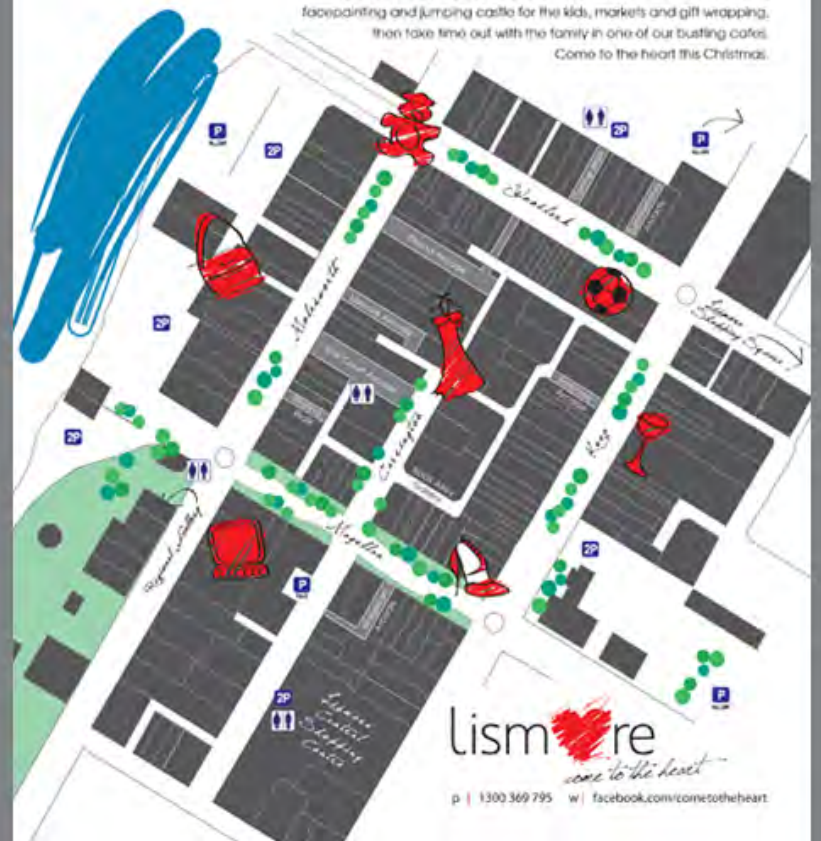 facepainting and jumping castle for the kids, markets and gift wrapping,
then take time out with the family in one of our bustling cafes.
Come to the heart this Christmas.
P
2P
2P
P
Woodlark
Molesworth
2P
Lismore
Shopping Square
Keen
Carrington
2P
Magellan
Regional Gallery
2P
P
2P
P
Lismore
Central
Shopping
Centre
lismore
come to the heart
p | 1300 369 795 w | facebook.com/cometotheheart